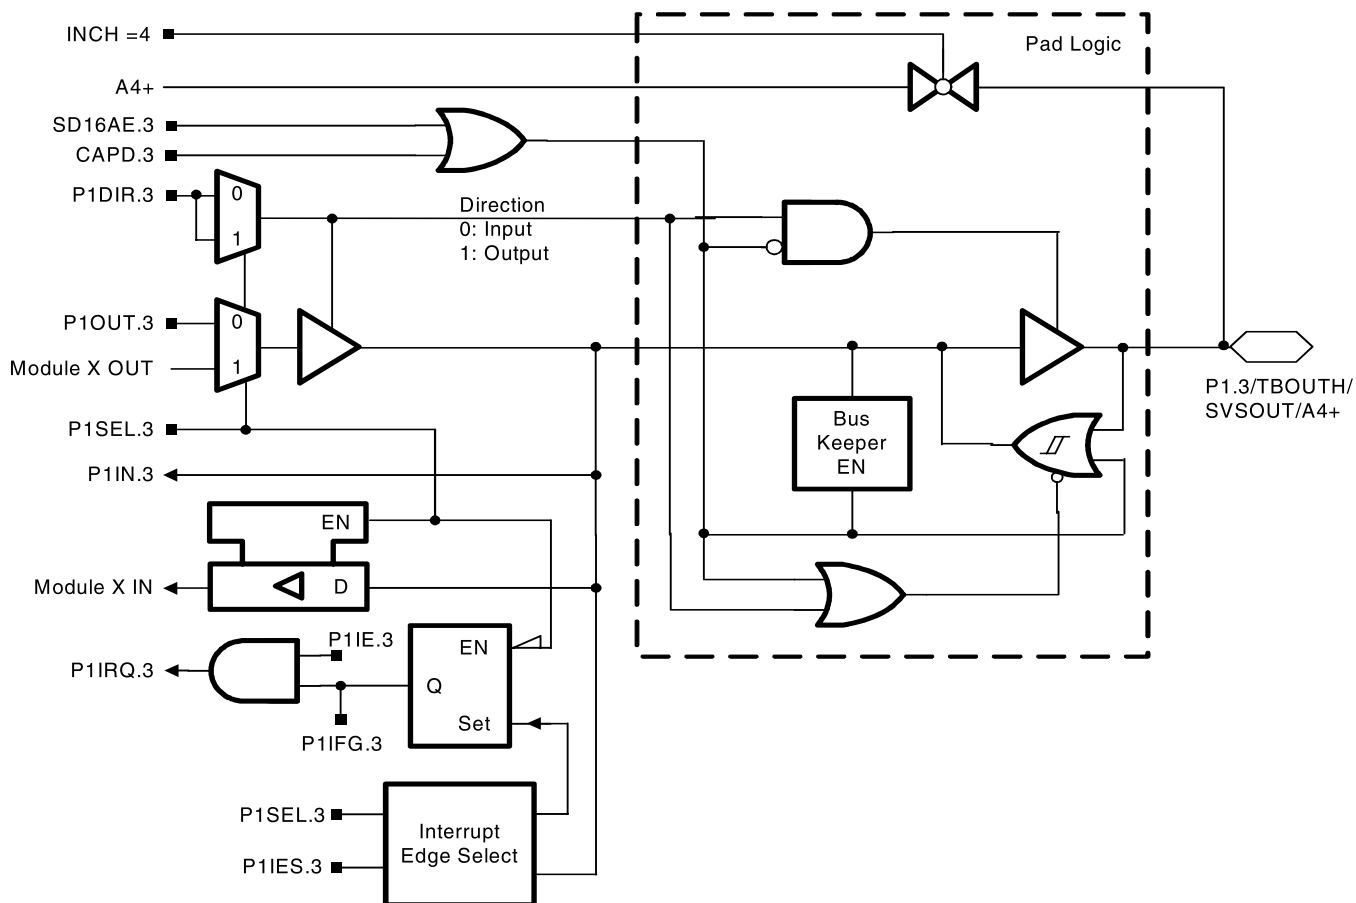 INCH =4
Pad Logic
A4+
SD16AE.3
CAPD.3
P1DIR.3
0
1
Direction
0: Input
1: Output
P1OUT.3
0
Module X OUT
1
P1.3/TBOUTH/
SVSOUT/A4+
P1SEL.3
Bus
Keeper
EN
P1IN.3
EN
Module X IN
D
P1IE.3
EN
P1IRQ.3
Q
Set
P1IFG.3
P1SEL.3
Interrupt
Edge Select
P1IES.3